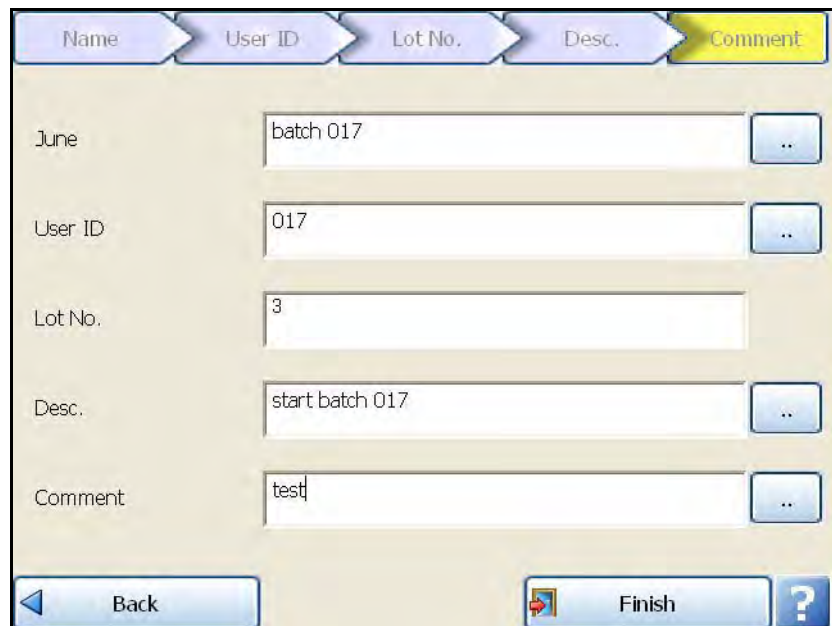 Name User ID Lot No. Desc. Comment
June batch 017 ..
User ID 017 ..
Lot No. 3
Desc. start batch 017 ..
Comment test ..
Back Finish ?